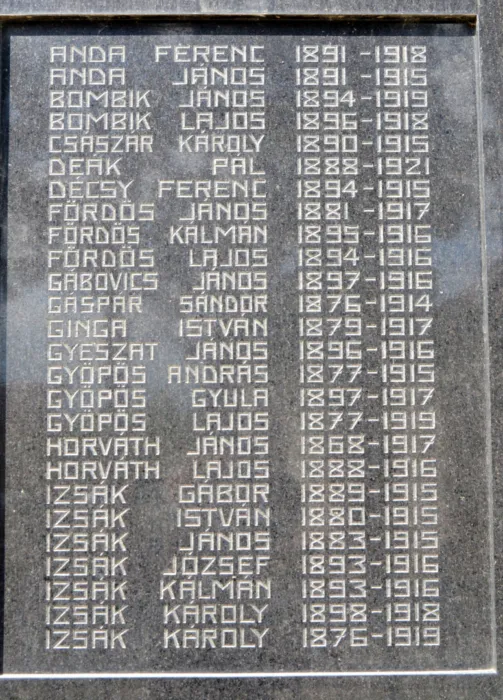 ANDA FERENC 1891-1918
ANDA JÁNOS 1891-1915
BOMBIK JÁNOS 1894-1919
BOMBIK LAJOS 1896-1918
CSÁSZÁR KÁROLY 1890-1915
DEÁK PÁL 1888-1921
DÉCSY FERENC 1894-1915
FÖRDÖS JÁNOS 1881-1917
FÖRDÖS KÁLMÁN 1895-1916
FÖRDÖS LAJOS 1894-1916
GÁBOVICS JÁNOS 1897-1916
GÁSPÁR SÁNDOR 1876-1914
GINGA ISTVÁN 1879-1917
GYESZAT JÁNOS 1896-1916
GYÖPÖS ANDRÁS 1877-1915
GYÖPÖS GYULA 1897-1917
GYÖPÖS LAJOS 1877-1919
HORVÁTH JÁNOS 1868-1917
HORVÁTH LAJOS 1888-1916
IZSÁK GÁBOR 1889-1915
IZSÁK ISTVÁN 1880-1915
IZSÁK JÁNOS 1883-1915
IZSÁK JÓZSEF 1893-1916
IZSÁK KÁLMÁN 1893-1916
IZSÁK KÁROLY 1898-1918
IZSÁK KÁROLY 1876-1919